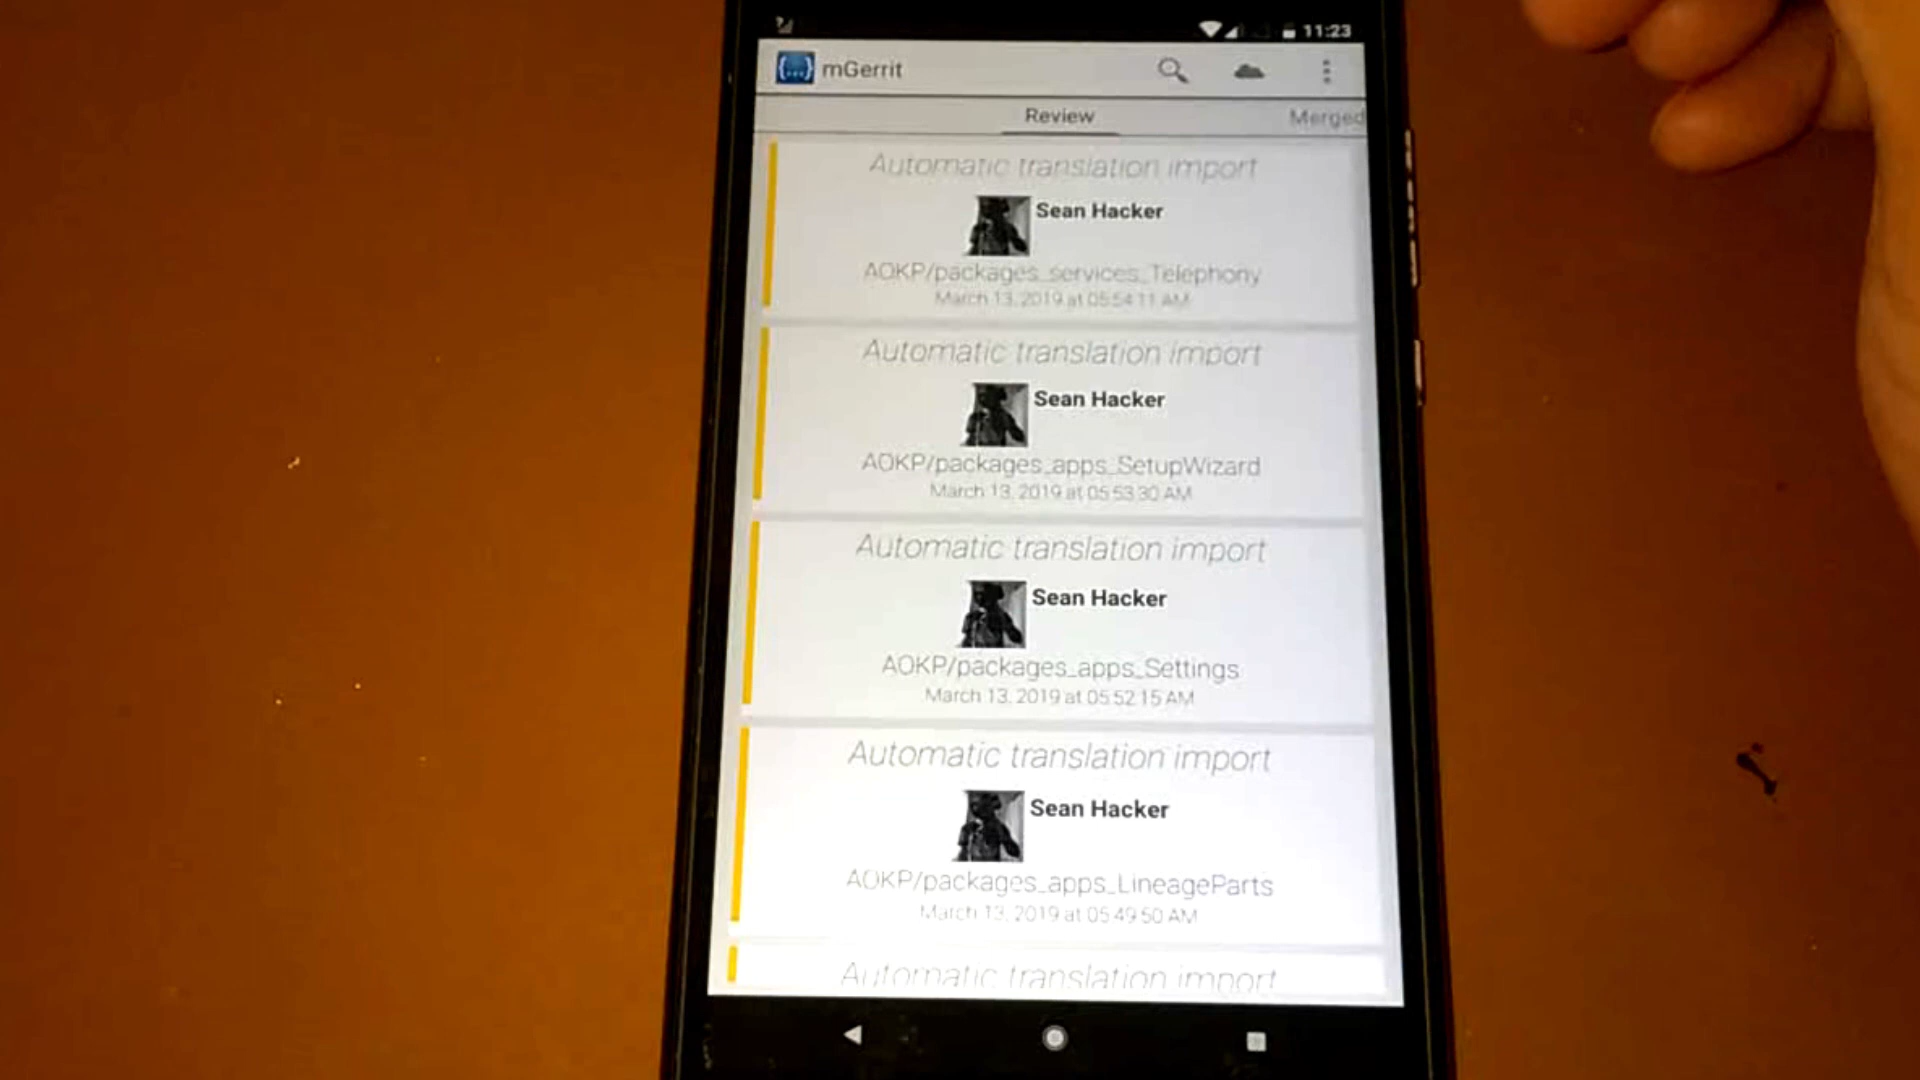 11:23
mGerrit
Review
Merged
Automatic translation import
Sean Hacker
AOKP/packages_services_Telephony
March 13, 2019 at 05:54:11 AM
Automatic translation import
Sean Hacker
AOKP/packages_apps_SetupWizard
March 13, 2019 at 05:53:30 AM
Automatic translation import
Sean Hacker
AOKP/packages_apps_Settings
March 13, 2019 at 05:52:15 AM
Automatic translation import
Sean Hacker
AOKP/packages_apps_LineageParts
March 13, 2019 at 05:49:50 AM
Automatic translation import